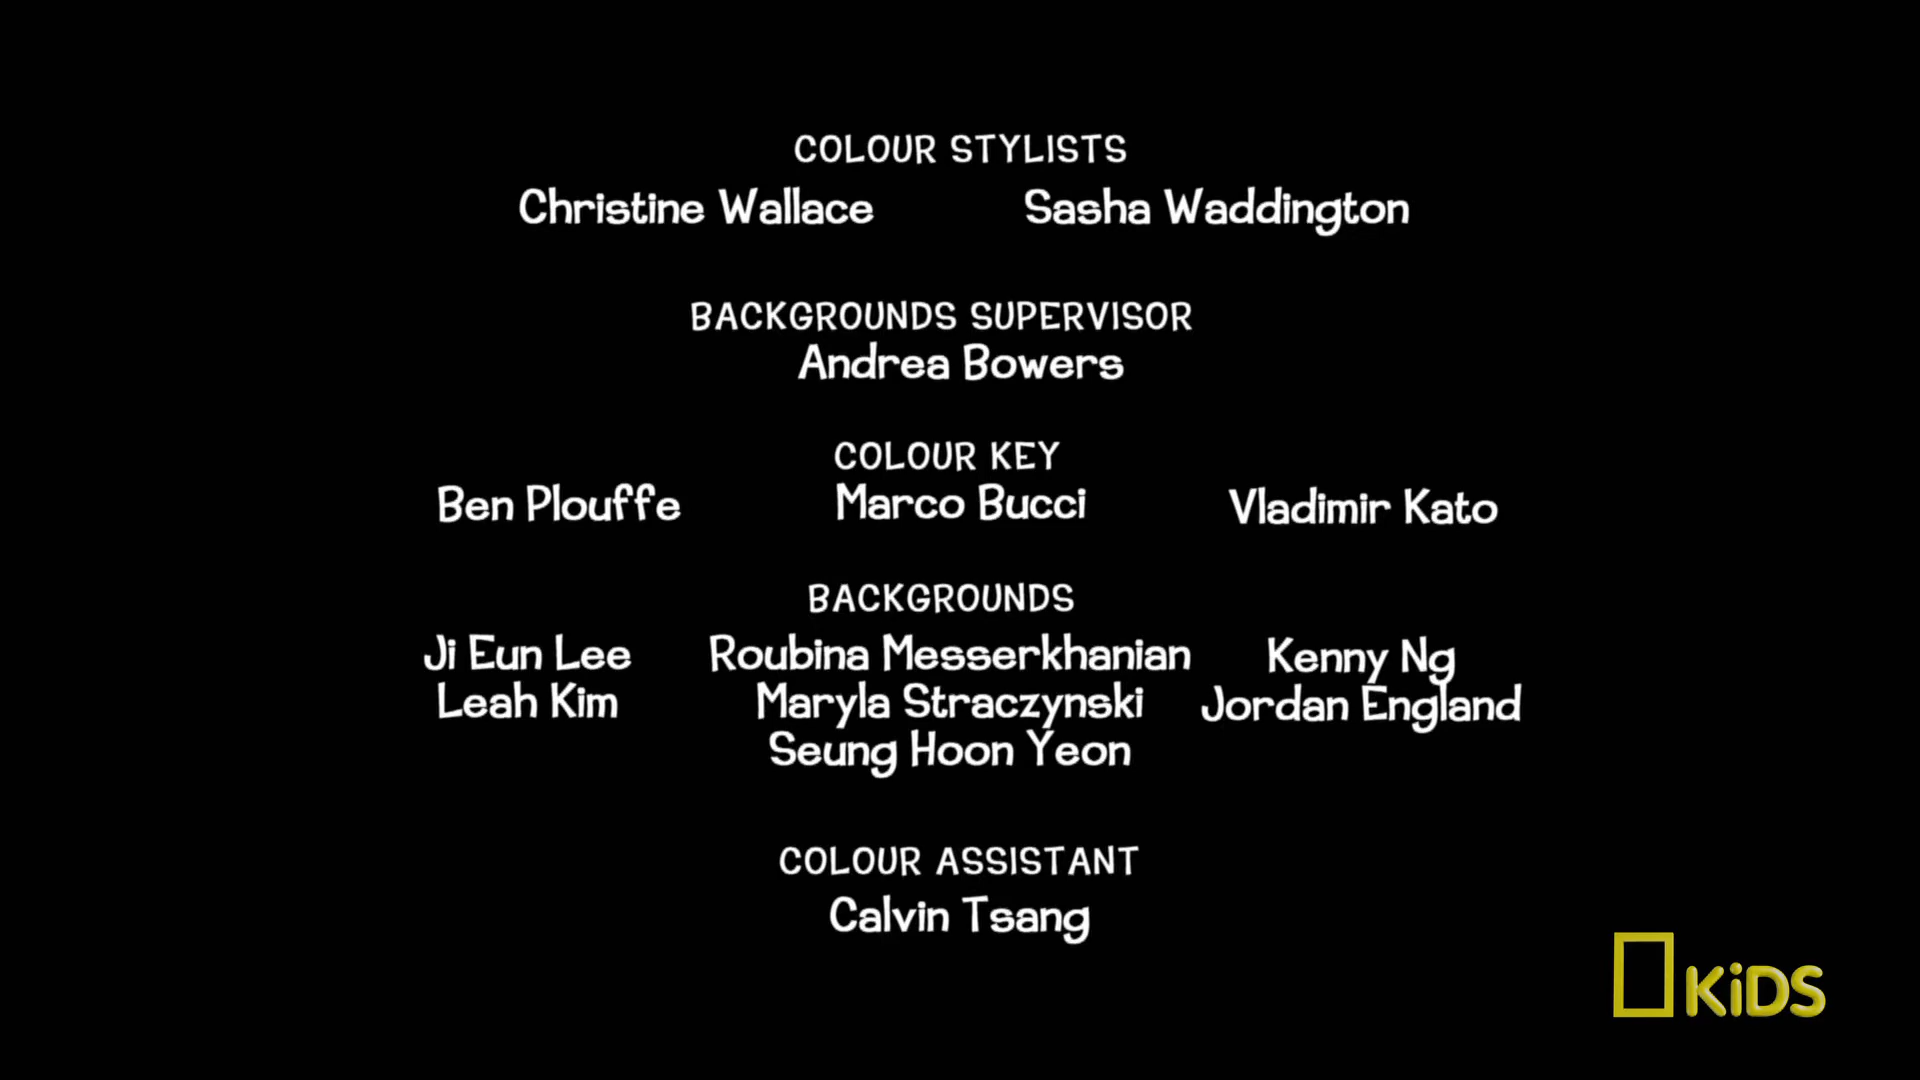 COLOUR STYLISTS
Christine Wallace Sasha Waddington
BACKGROUNDS SUPERVISOR
Andrea Bowers
COLOUR KEY
Ben Plouffe Marco Bucci Vladimir Kato
BACKGROUNDS
Ji Eun Lee Roubina Messerkhanian Kenny Ng
Leah Kim Maryla Straczynski Jordan England
Seung Hoon Yeon
COLOUR ASSISTANT
Calvin Tsang
KiDS